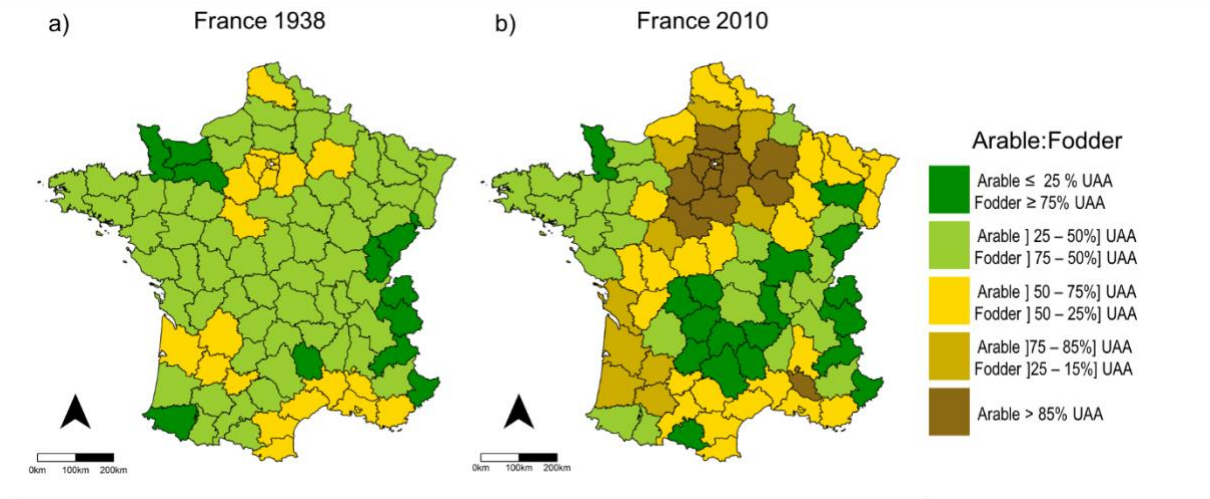 a)
France 1938
b)
France 2010
Arable:Fodder
Arable ≤ 25 % UAA
Fodder ≥ 75% UAA
Arable ] 25 – 50%] UAA
Fodder ] 75 – 50%] UAA
Arable ] 50 – 75%] UAA
Fodder ] 50 – 25%] UAA
Arable ]75 – 85%] UAA
Fodder ]25 – 15%] UAA
Arable > 85% UAA
0km 100km 200km
0km 100km 200km